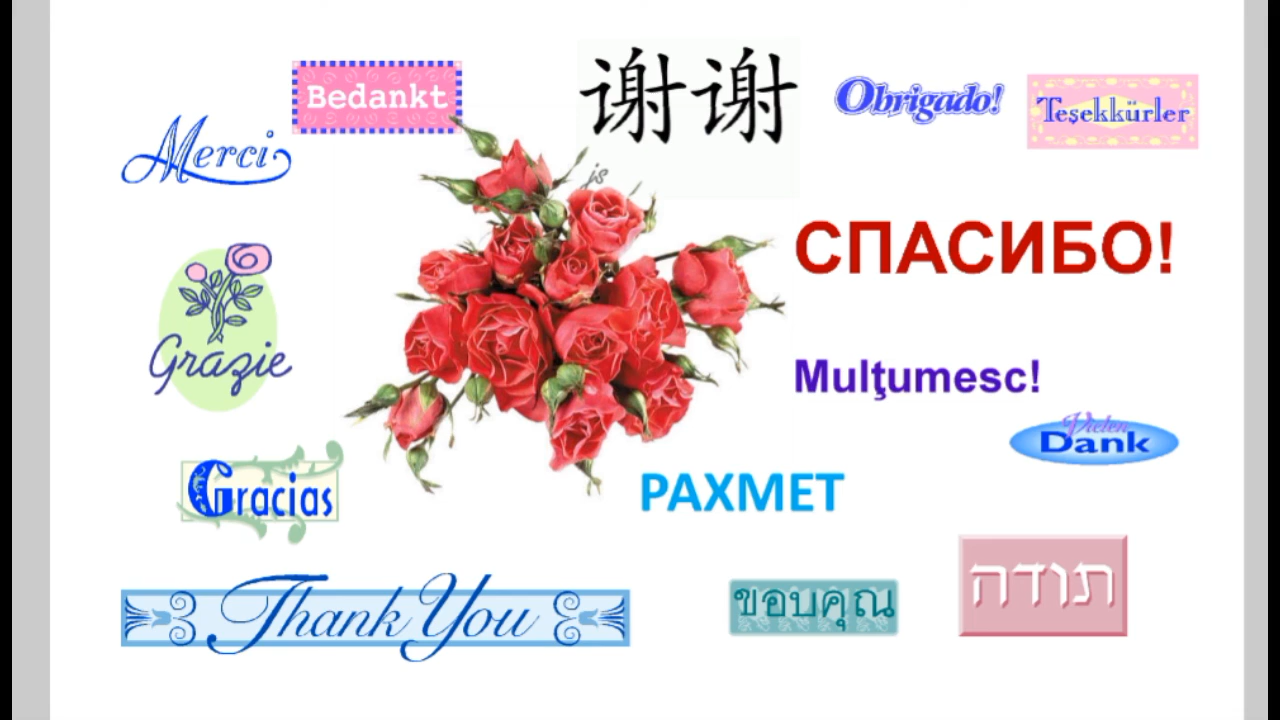 谢谢
Bedankt
Obrigado!
Teşekkürler
Merci
js
СПАСИБО!
Grazie
Mulţumesc!
Vielen
Dank
Gracias
РАХМЕТ
תודה
ขอบคุณ
Thank You